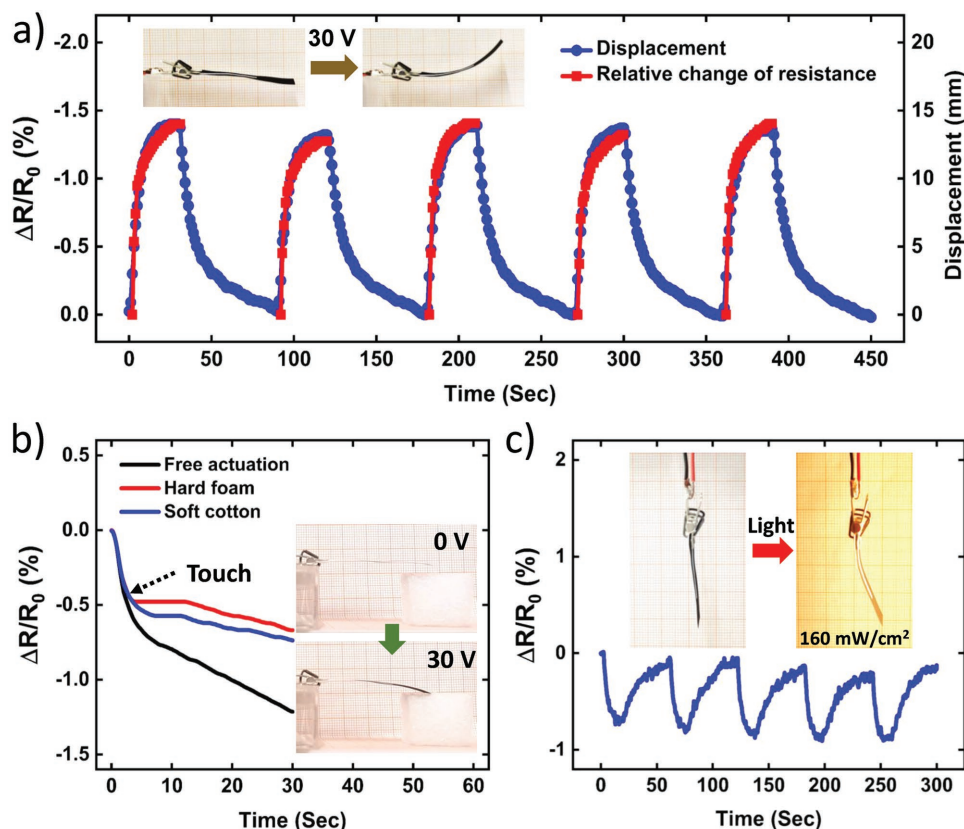 a)
30 V
Displacement
Relative change of resistance
-2.0
-1.5
-1.0
-0.5
0.0
ΔR/R₀ (%)
20
15
10
5
0
Displacement (mm)
0 50 100 150 200 250 300 350 400 450
Time (Sec)
b)
0.5
0.0
-0.5
-1.0
-1.5
ΔR/R₀ (%)
Free actuation
Hard foam
Soft cotton
Touch
0 V
30 V
0 10 20 30 40 50 60
Time (Sec)
c)
2
1
0
-1
ΔR/R₀ (%)
Light
160 mW/cm²
0 50 100 150 200 250 300
Time (Sec)